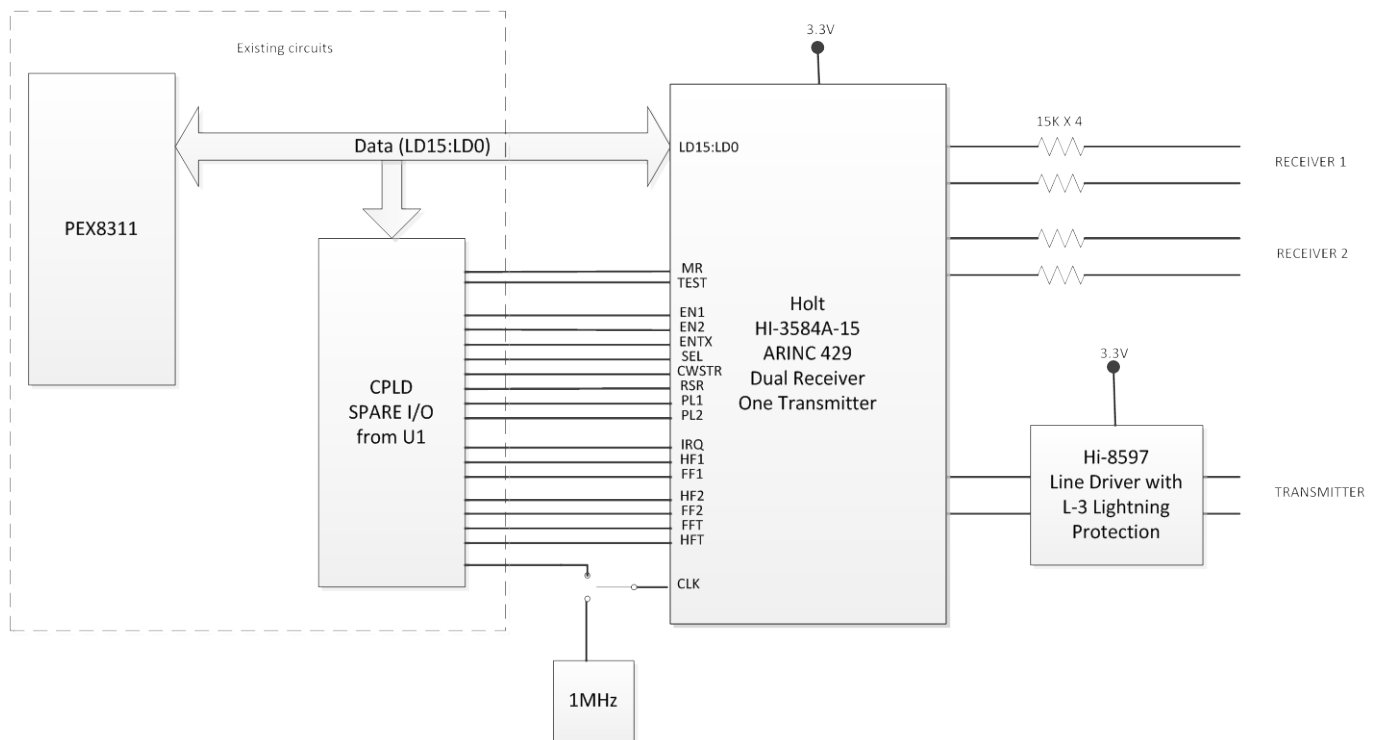 Existing circuits
PEX8311
Data (LD15:LD0)
CPLD
SPARE I/O
from U1
3.3V
LD15:LD0
MR
TEST
EN1
EN2
ENTX
SEL
CWSTR
RSR
PL1
PL2
IRQ
HF1
FF1
HF2
FF2
FFT
HFT
CLK
Holt
HI-3584A-15
ARINC 429
Dual Receiver
One Transmitter
1MHz
15K X 4
RECEIVER 1
RECEIVER 2
3.3V
Hi-8597
Line Driver with
L-3 Lightning
Protection
TRANSMITTER